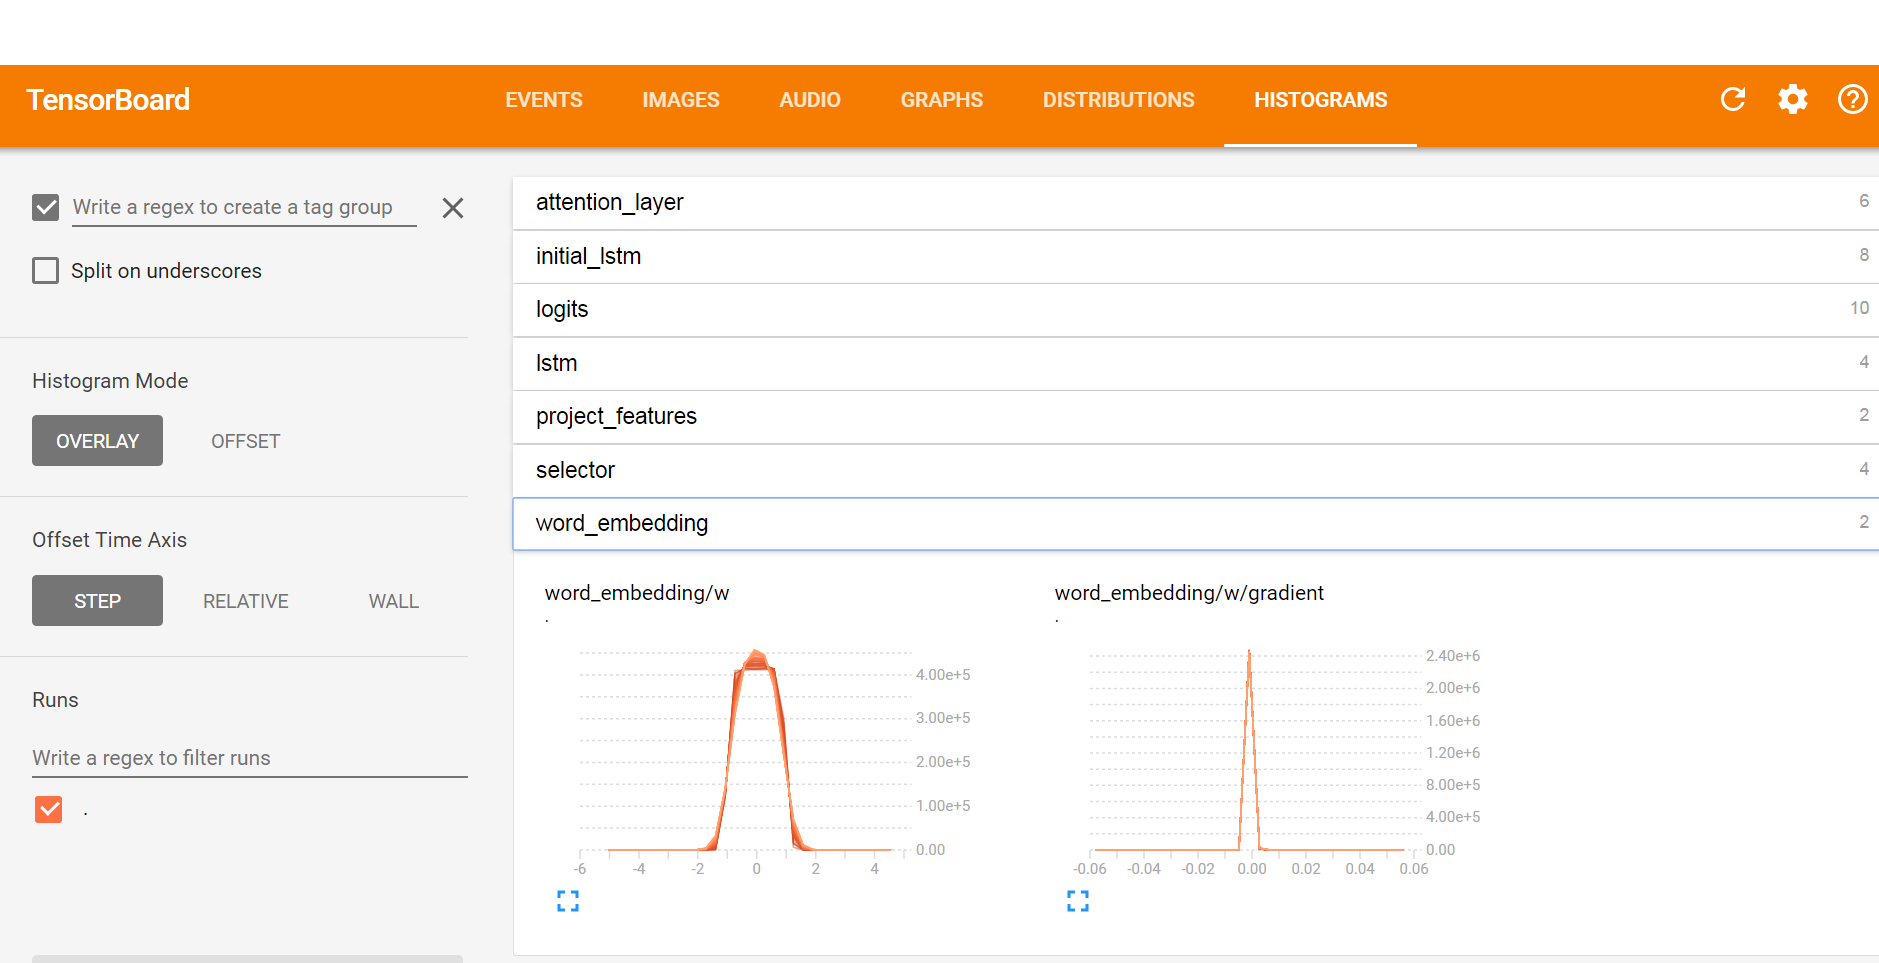 TensorBoard
EVENTS IMAGES AUDIO GRAPHS DISTRIBUTIONS HISTOGRAMS
Write a regex to create a tag group
Split on underscores
Histogram Mode
OVERLAY OFFSET
Offset Time Axis
STEP RELATIVE WALL
Runs
Write a regex to filter runs
.
attention_layer 6
initial_lstm 8
logits 10
lstm 4
project_features 2
selector 4
word_embedding 2
word_embedding/w
.
4.00e+5
3.00e+5
2.00e+5
1.00e+5
0.00
-6 -4 -2 0 2 4
word_embedding/w/gradient
.
2.40e+6
2.00e+6
1.60e+6
1.20e+6
8.00e+5
4.00e+5
0.00
-0.06 -0.04 -0.02 0.00 0.02 0.04 0.06